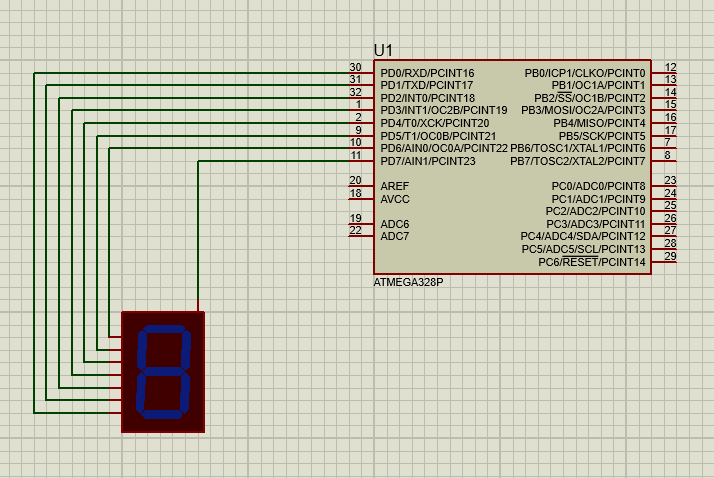 U1
30 PD0/RXD/PCINT16 PB0/ICP1/CLKO/PCINT0 12
31 PD1/TXD/PCINT17 PB1/OC1A/PCINT1 13
32 PD2/INT0/PCINT18 PB2/SS/OC1B/PCINT2 14
1 PD3/INT1/OC2B/PCINT19 PB3/MOSI/OC2A/PCINT3 15
2 PD4/T0/XCK/PCINT20 PB4/MISO/PCINT4 16
9 PD5/T1/OC0B/PCINT21 PB5/SCK/PCINT5 17
10 PD6/AIN0/OC0A/PCINT22 PB6/TOSC1/XTAL1/PCINT6 7
11 PD7/AIN1/PCINT23 PB7/TOSC2/XTAL2/PCINT7 8
20 AREF PC0/ADC0/PCINT8 23
18 AVCC PC1/ADC1/PCINT9 24
PC2/ADC2/PCINT10 25
19 ADC6 PC3/ADC3/PCINT11 26
22 ADC7 PC4/ADC4/SDA/PCINT12 27
PC5/ADC5/SCL/PCINT13 28
PC6/RESET/PCINT14 29
ATMEGA328P